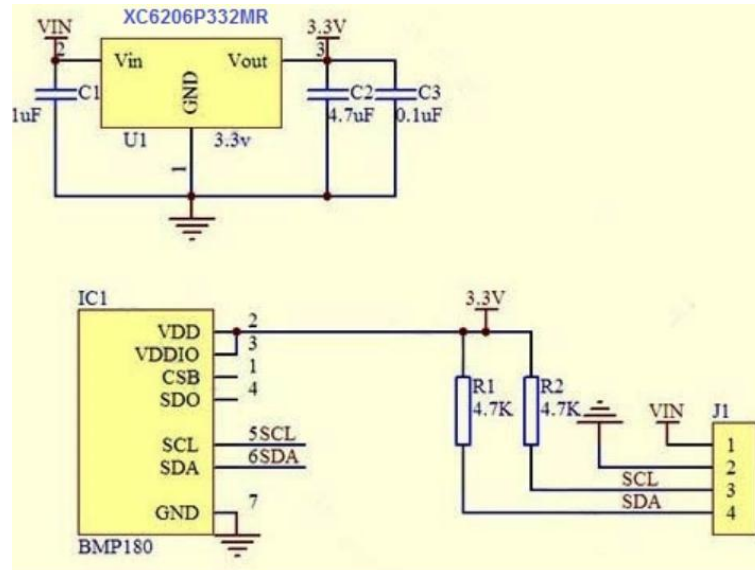 XC6206P332MR
VIN
3.3V
2
3
Vin
Vout
GND
C1
1uF
C2
4.7uF
C3
0.1uF
U1
3.3v
1
IC1
3.3V
VDD
2
VDDIO
3
CSB
1
SDO
4
R1
4.7K
R2
4.7K
VIN
J1
SCL
5SCL
SDA
6SDA
1
2
SCL
3
SDA
4
GND
7
BMP180